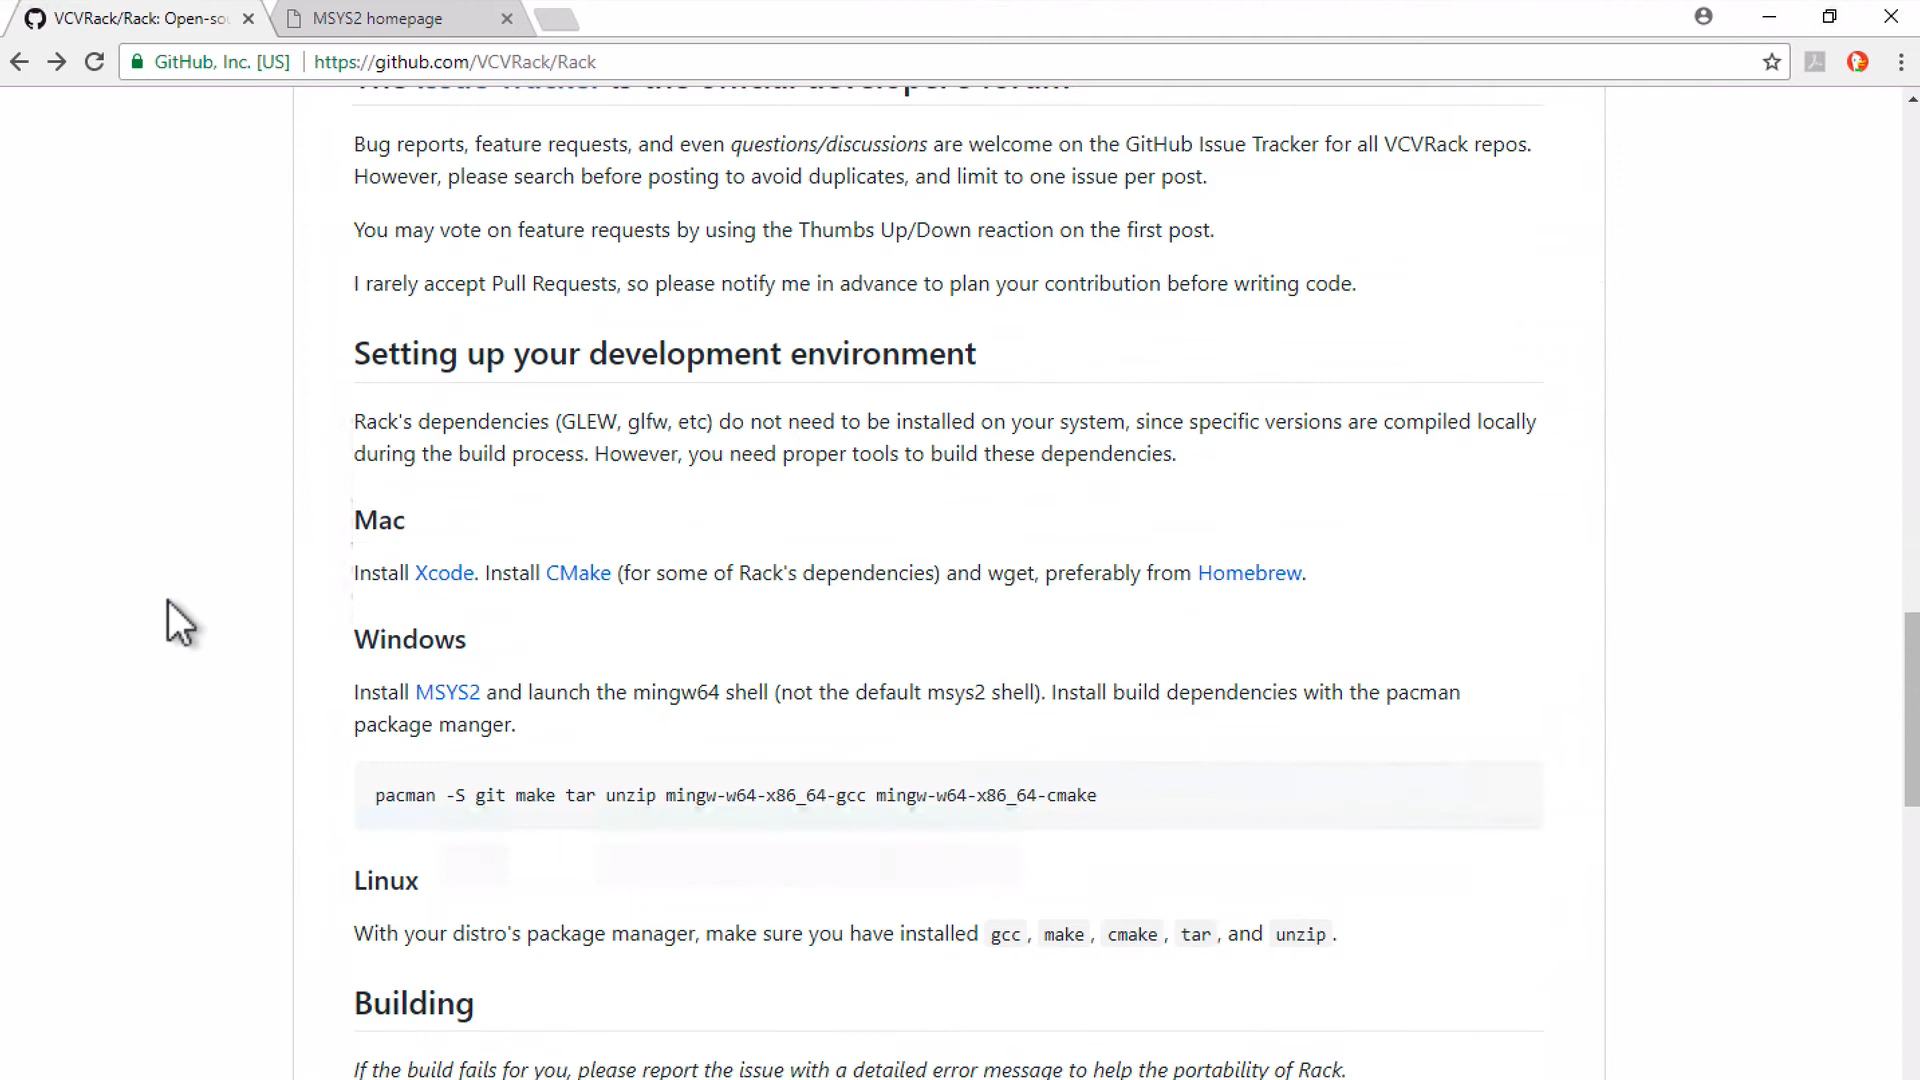 VCVRack/Rack: Open-sou
MSYS2 homepage
GitHub, Inc. [US]
https://github.com/VCVRack/Rack
The Issue Tracker is the official developer's forum
Bug reports, feature requests, and even questions/discussions are welcome on the GitHub Issue Tracker for all VCVRack repos.
However, please search before posting to avoid duplicates, and limit to one issue per post.
You may vote on feature requests by using the Thumbs Up/Down reaction on the first post.
I rarely accept Pull Requests, so please notify me in advance to plan your contribution before writing code.
Setting up your development environment
Rack's dependencies (GLEW, glfw, etc) do not need to be installed on your system, since specific versions are compiled locally
during the build process. However, you need proper tools to build these dependencies.
Mac
Install Xcode. Install CMake (for some of Rack's dependencies) and wget, preferably from Homebrew.
Windows
Install MSYS2 and launch the mingw64 shell (not the default msys2 shell). Install build dependencies with the pacman
package manger.
pacman -S git make tar unzip mingw-w64-x86_64-gcc mingw-w64-x86_64-cmake
Linux
With your distro's package manager, make sure you have installed gcc, make, cmake, tar, and unzip.
Building
If the build fails for you, please report the issue with a detailed error message to help the portability of Rack.